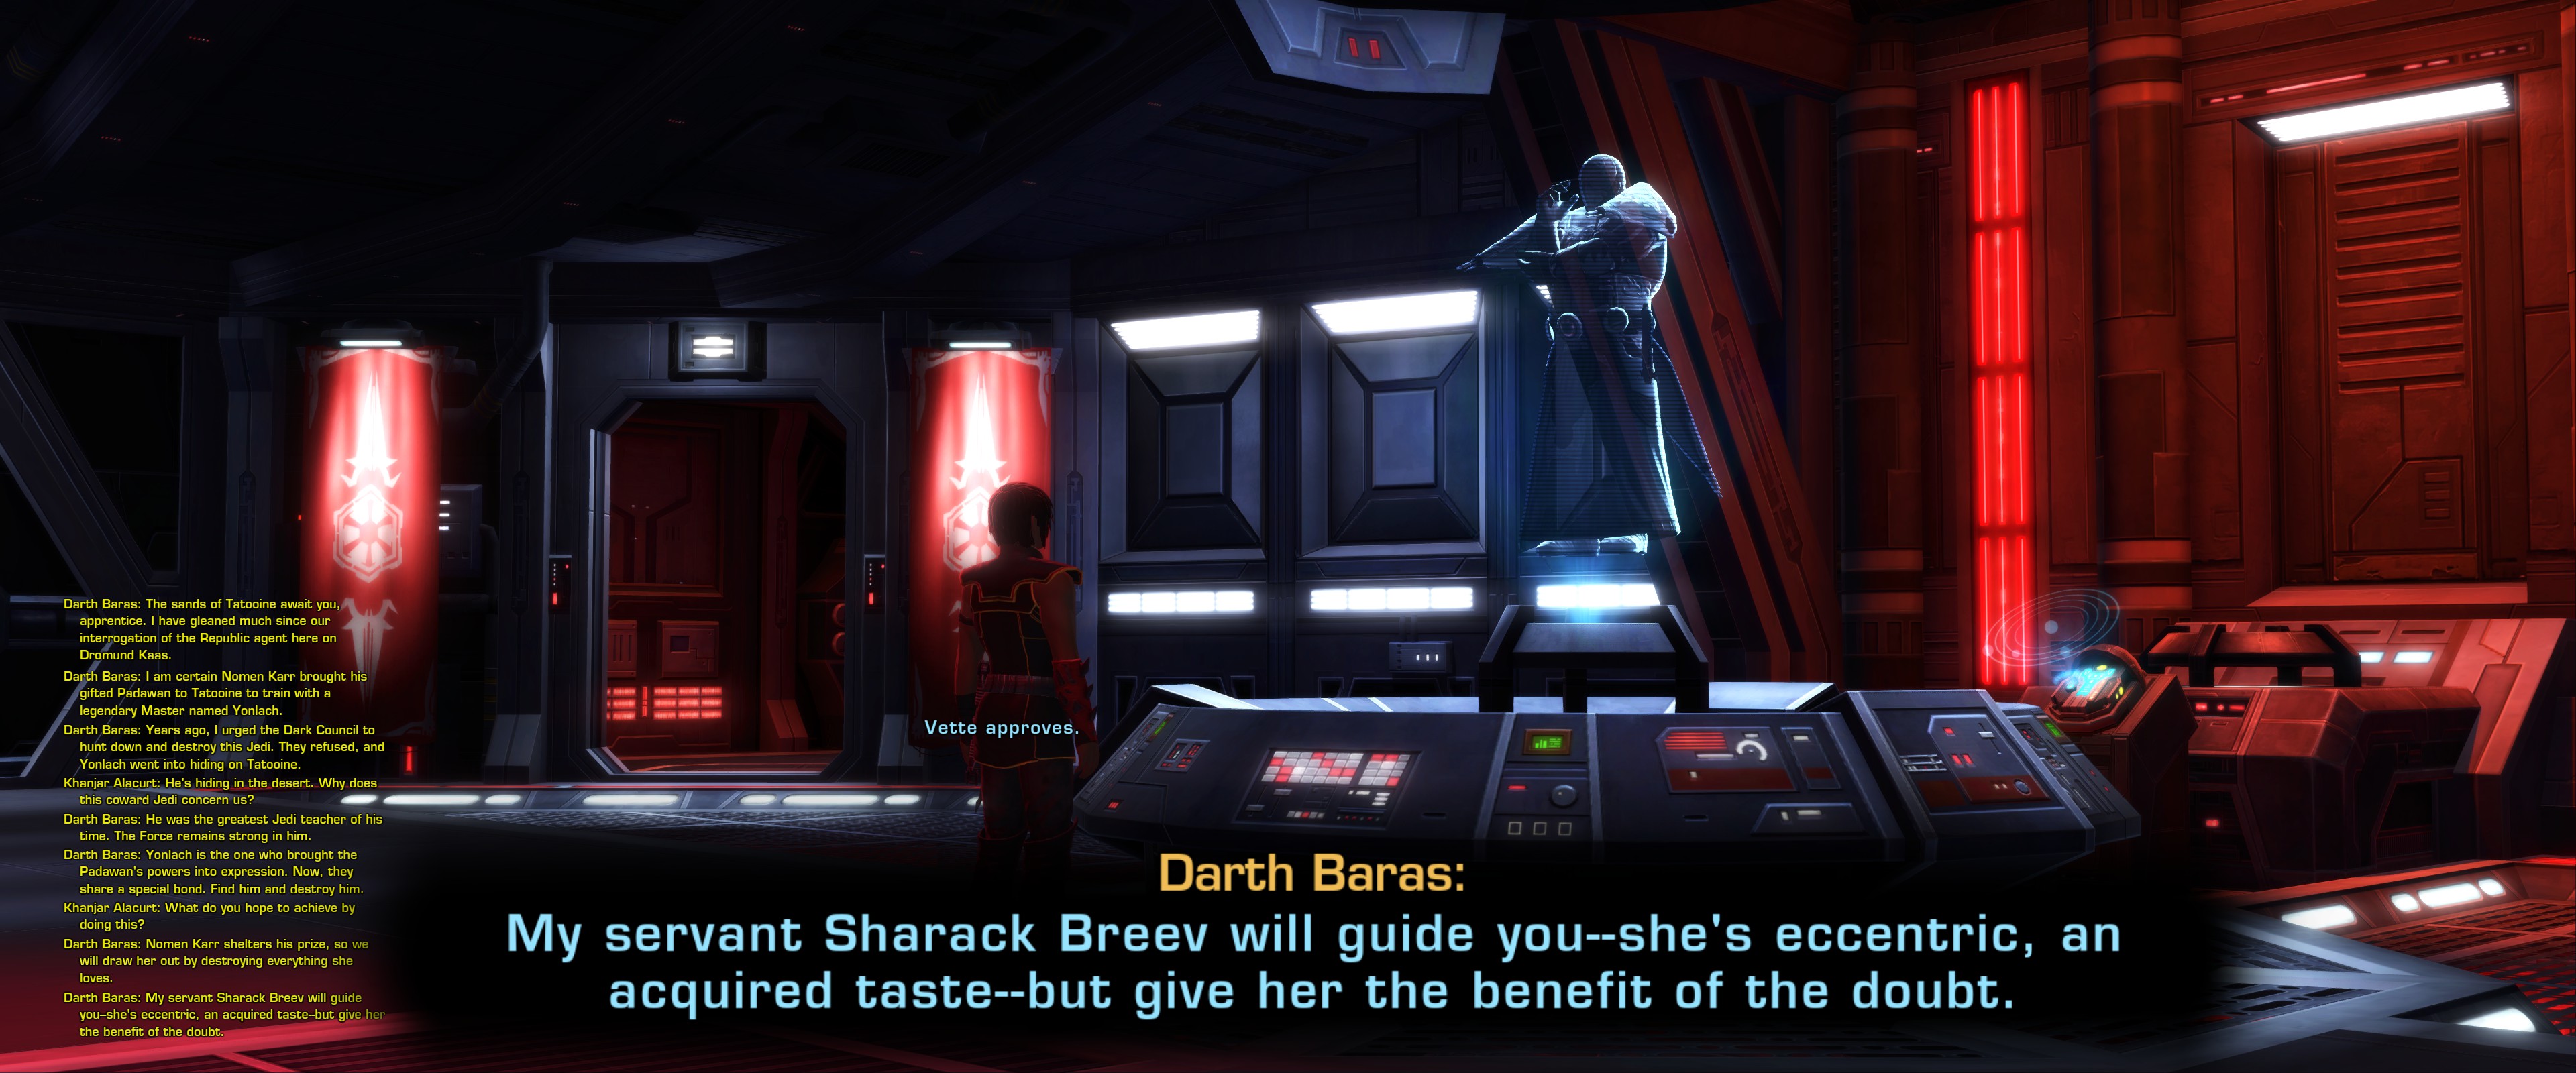 Darth Baras: The sands of Tatooine await you,
apprentice. I have gleaned much since our
interrogation of the Republic agent here on
Dromund Kaas.
Darth Baras: I am certain Nomen Karr brought his
gifted Padawan to Tatooine to train with a
legendary Master named Yonlach.
Darth Baras: Years ago, I urged the Dark Council to
hunt down and destroy this Jedi. They refused, and
Yonlach went into hiding on Tatooine.
Khanjar Alacurt: He's hiding in the desert. Why does
this coward Jedi concern us?
Darth Baras: He was the greatest Jedi teacher of his
time. The Force remains strong in him.
Darth Baras: Yonlach is the one who brought the
Padawan's powers into expression. Now, they
share a special bond. Find him and destroy him.
Khanjar Alacurt: What do you hope to achieve by
doing this?
Darth Baras: Nomen Karr shelters his prize, so we
will draw her out by destroying everything she
loves.
Darth Baras: My servant Sharack Breev will guide
you--she's eccentric, an acquired taste--but give her
the benefit of the doubt.
Vette approves.
Darth Baras:
My servant Sharack Breev will guide you--she's eccentric, an
acquired taste--but give her the benefit of the doubt.